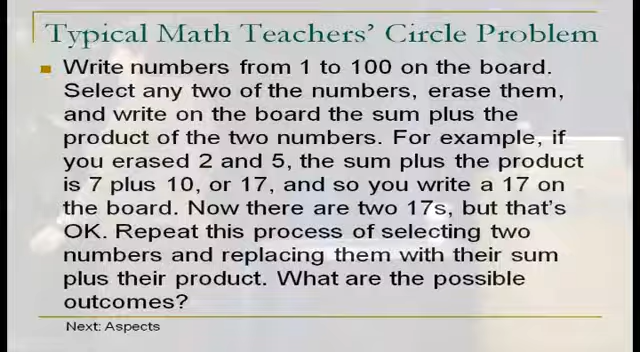 Typical Math Teachers' Circle Problem
Write numbers from 1 to 100 on the board.
Select any two of the numbers, erase them,
and write on the board the sum plus the
product of the two numbers. For example, if
you erased 2 and 5, the sum plus the product
is 7 plus 10, or 17, and so you write a 17 on
the board. Now there are two 17s, but that's
OK. Repeat this process of selecting two
numbers and replacing them with their sum
plus their product. What are the possible
outcomes?
Next: Aspects